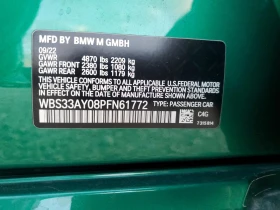 MFD BY BMW M GMBH
09/22
GVWR 4870 lbs 2209 kg
GAWR FRONT 2380 lbs 1080 kg
GAWR REAR 2600 lbs 1179 kg
THIS VEHICLE CONFORMS TO ALL APPLICABLE
FEDERAL MOTOR VEHICLE SAFETY, BUMPER,
AND THEFT PREVENTION STANDARDS IN EFFECT
ON THE DATE OF MANUFACTURE SHOWN ABOVE.
WBS33AY08PFN61772 TYPE: PASSENGER CAR
C4G